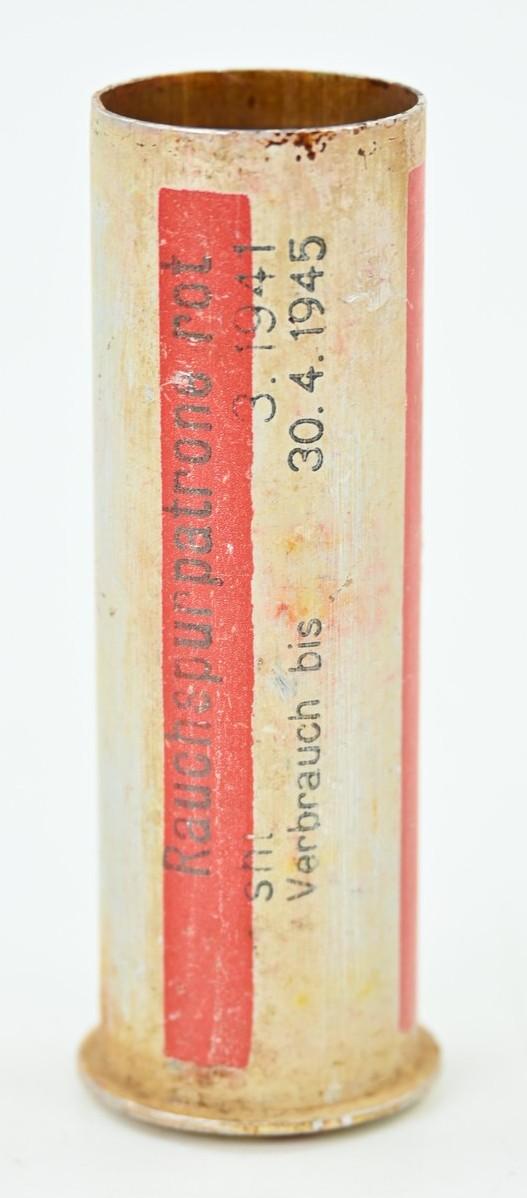 Rauchspurpatrone rot
3. 1941
Verbrauch bis 30.4.1945